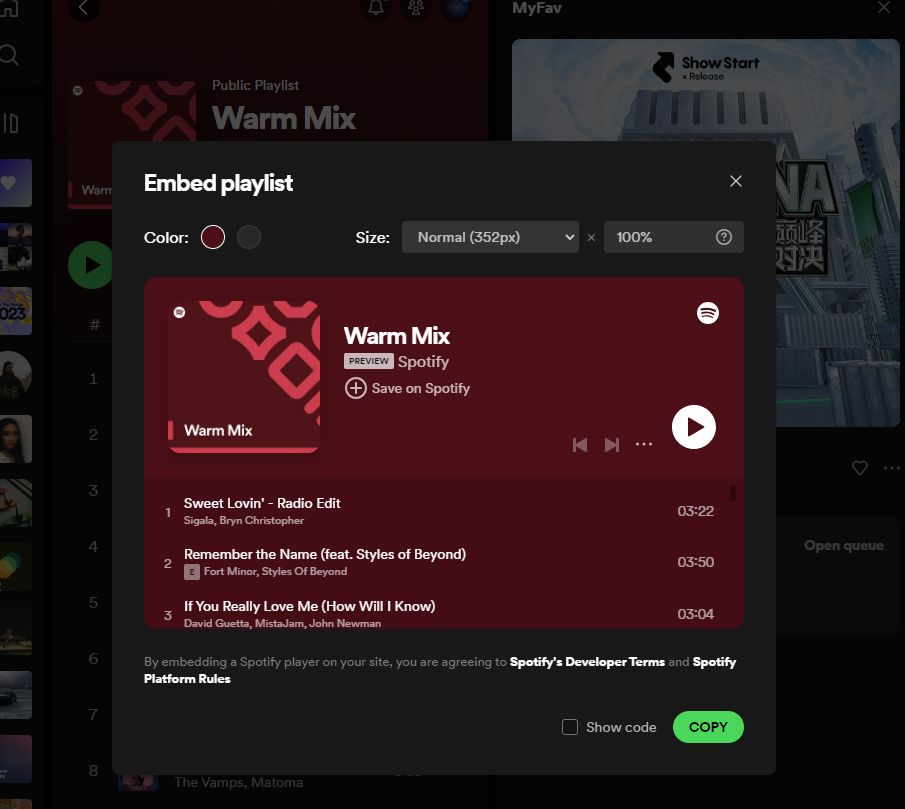 MyFav
Show Start
× Release
Public Playlist
Warm Mix
Warm
NA
巅峰
对决
Embed playlist
Color:
Size:
Normal (352px)
×
100%
?
Warm Mix
Warm Mix
PREVIEW Spotify
Save on Spotify
1
Sweet Lovin' - Radio Edit
Sigala, Bryn Christopher
03:22
2
Remember the Name (feat. Styles of Beyond)
E Fort Minor, Styles Of Beyond
03:50
3
If You Really Love Me (How Will I Know)
David Guetta, MistaJam, John Newman
03:04
By embedding a Spotify player on your site, you are agreeing to Spotify's Developer Terms and Spotify
Platform Rules
Show code
COPY
Open queue
023
#
1
2
3
4
5
6
7
8
The Vamps, Matoma